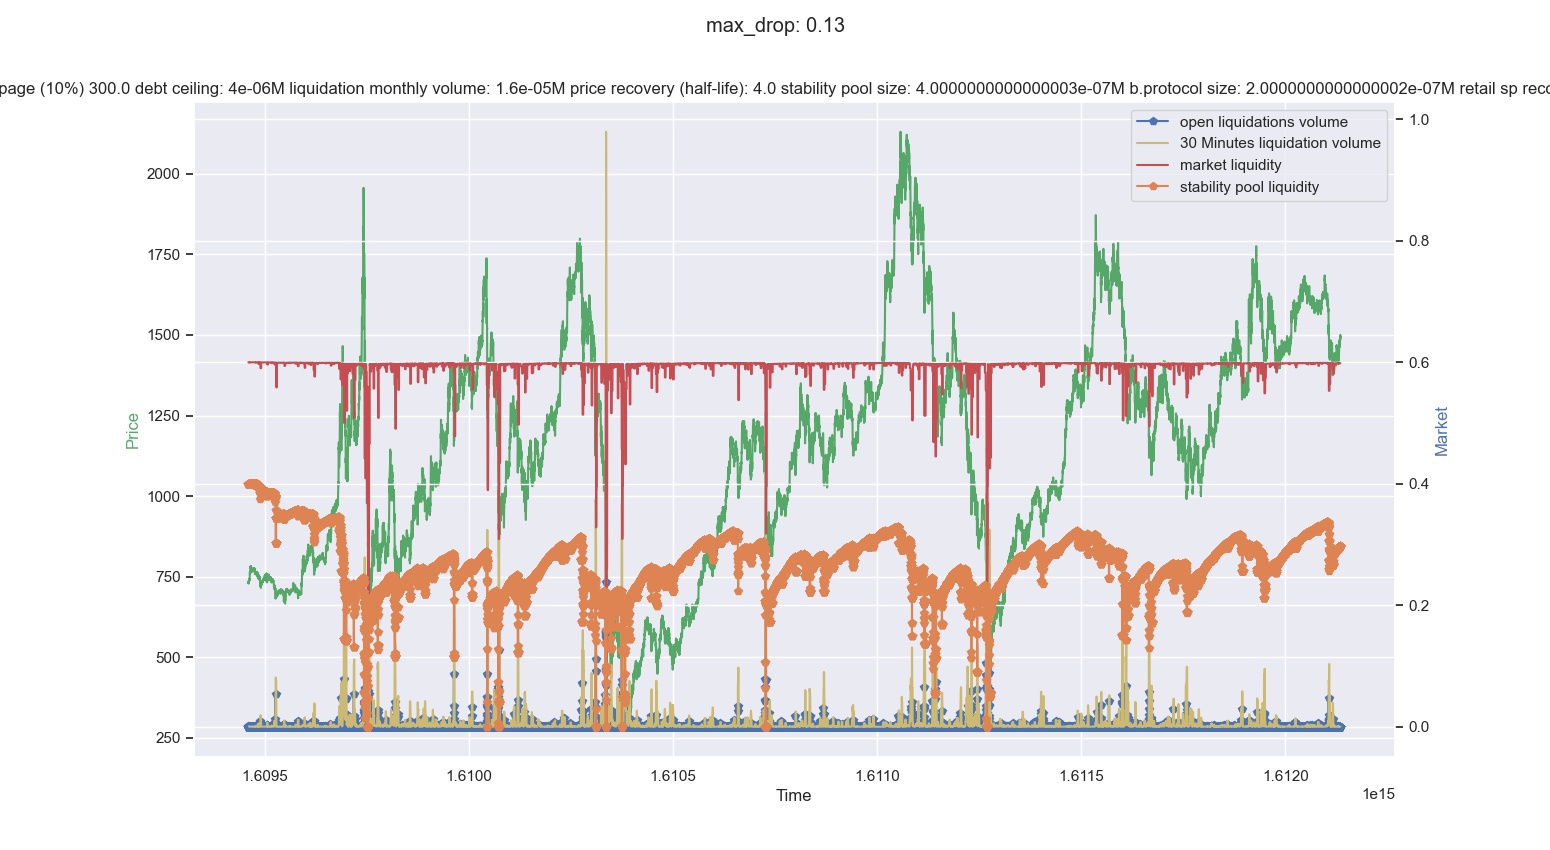 max_drop: 0.13
page (10%) 300.0 debt ceiling: 4e-06M liquidation monthly volume: 1.6e-05M price recovery (half-life): 4.0 stability pool size: 4.0000000000000003e-07M b.protocol size: 2.0000000000000002e-07M retail sp reco
open liquidations volume
30 Minutes liquidation volume
market liquidity
stability pool liquidity
2000
1750
1500
1250
1000
750
500
250
Price
1.0
0.8
0.6
0.4
0.2
0.0
Market
1.6095
1.6100
1.6105
1.6110
1.6115
1.6120
Time
1e15